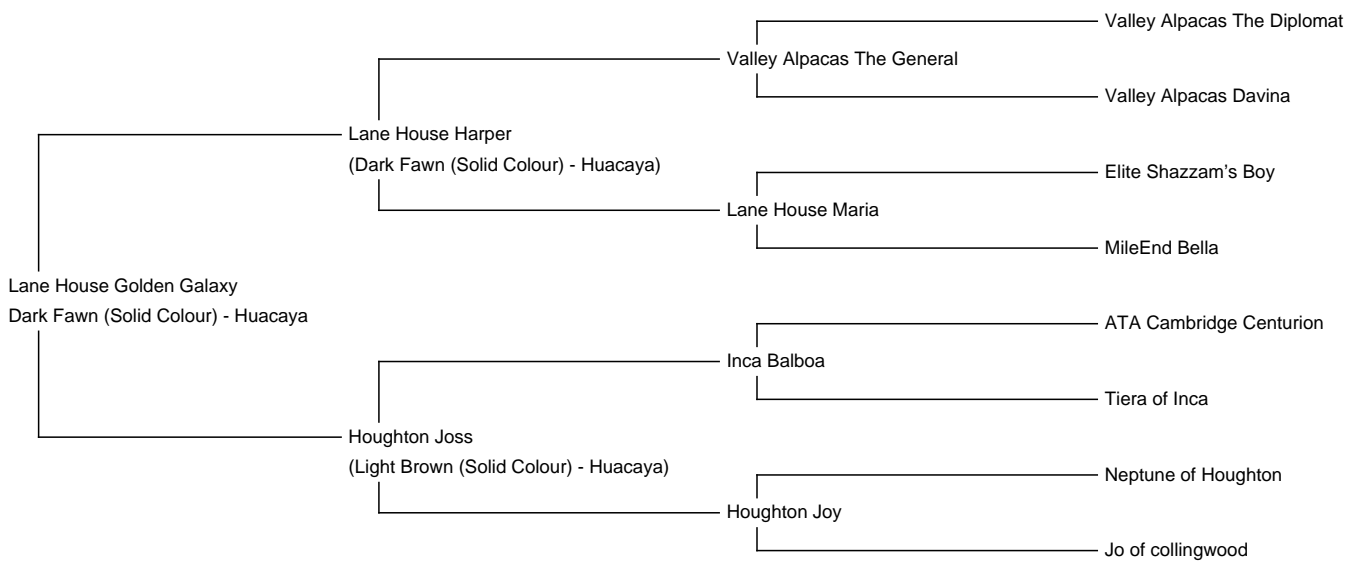 Valley Alpacas The Diplomat
Valley Alpacas The General
Valley Alpacas Davina
Lane House Harper
(Dark Fawn (Solid Colour) - Huacaya)
Elite Shazzam’s Boy
Lane House Maria
MileEnd Bella
Lane House Golden Galaxy
Dark Fawn (Solid Colour) - Huacaya
ATA Cambridge Centurion
Inca Balboa
Tiera of Inca
Houghton Joss
(Light Brown (Solid Colour) - Huacaya)
Neptune of Houghton
Houghton Joy
Jo of collingwood